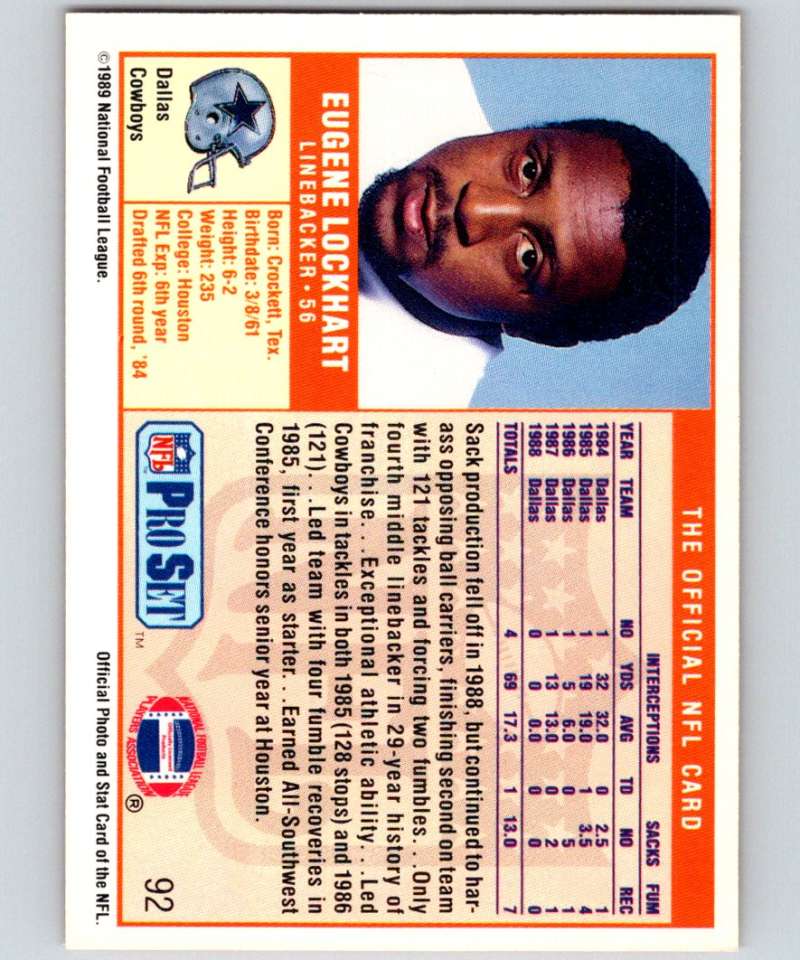 THE OFFICIAL NFL CARD
EUGENE LOCKHART
LINEBACKER • 56
Dallas
Cowboys
Born: Crockett, Tex.
Birthdate: 3/8/61
Height: 6-2
Weight: 235
College: Houston
NFL Exp: 6th year
Drafted 6th round, '84
INTERCEPTIONS SACKS FUM
YEAR TEAM NO YDS AVG TD NO REC
1984 Dallas 1 32 32.0 0 2.5 1
1985 Dallas 1 19 19.0 1 3.5 4
1986 Dallas 1 5 6.0 0 5 1
1987 Dallas 1 13 13.0 0 2 1
1988 Dallas 0 0 0.0 0 0 0
TOTALS 4 69 17.3 1 13.0 7
Sack production fell off in 1988, but continued to har-
ass opposing ball carriers, finishing second on team
with 121 tackles and forcing two fumbles. . .Only
fourth middle linebacker in 29-year history of
franchise. . .Exceptional athletic ability. . .Led
Cowboys in tackles in both 1985 (128 stops) and 1986
(121). . .Led team with four fumble recoveries in
1985, first year as starter. . .Earned All-Southwest
Conference honors senior year at Houston.
NFL PRO SET ™
NATIONAL FOOTBALL LEAGUE
PLAYERS ASSOCIATION ®
92
©1989 National Football League.
Official Photo and Stat Card of the NFL.